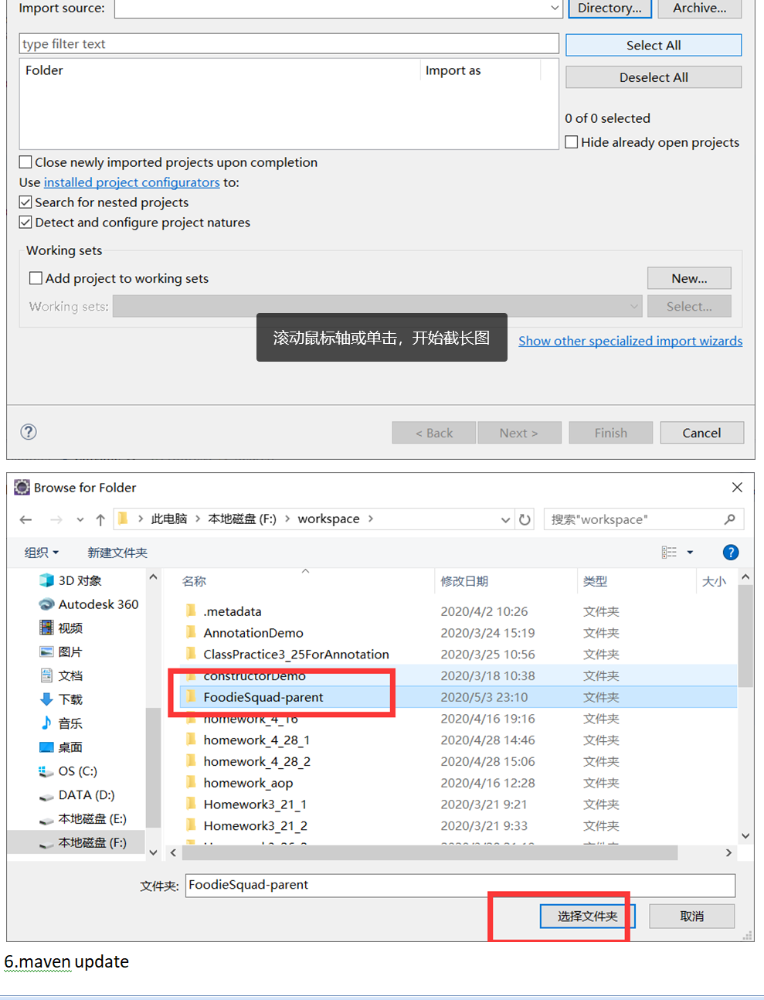 Import source:
Directory...
Archive...
type filter text
Select All
Folder
Import as
Deselect All
0 of 0 selected
Hide already open projects
Close newly imported projects upon completion
Use installed project configurators to:
Search for nested projects
Detect and configure project natures
Working sets
Add project to working sets
New...
Working sets:
Select...
滚动鼠标轴或单击，开始截长图
Show other specialized import wizards
< Back
Next >
Finish
Cancel
Browse for Folder
此电脑 > 本地磁盘 (F:) > workspace >
搜索"workspace"
组织
新建文件夹
3D 对象
Autodesk 360
视频
图片
文档
下载
音乐
桌面
OS (C:)
DATA (D:)
本地磁盘 (E:)
本地磁盘 (F:)
名称 修改日期 类型 大小
.metadata 2020/4/2 10:26 文件夹
AnnotationDemo 2020/3/24 15:19 文件夹
ClassPractice3_25ForAnnotation 2020/3/25 10:56 文件夹
constructorDemo 2020/3/18 10:38 文件夹
FoodieSquad-parent 2020/5/3 23:10 文件夹
homework_4_16 2020/4/16 19:16 文件夹
homework_4_28_1 2020/4/28 14:46 文件夹
homework_4_28_2 2020/4/28 15:06 文件夹
homework_aop 2020/4/16 12:28 文件夹
Homework3_21_1 2020/3/21 9:21 文件夹
Homework3_21_2 2020/3/21 9:33 文件夹
文件夹: FoodieSquad-parent
选择文件夹
取消
6.maven update